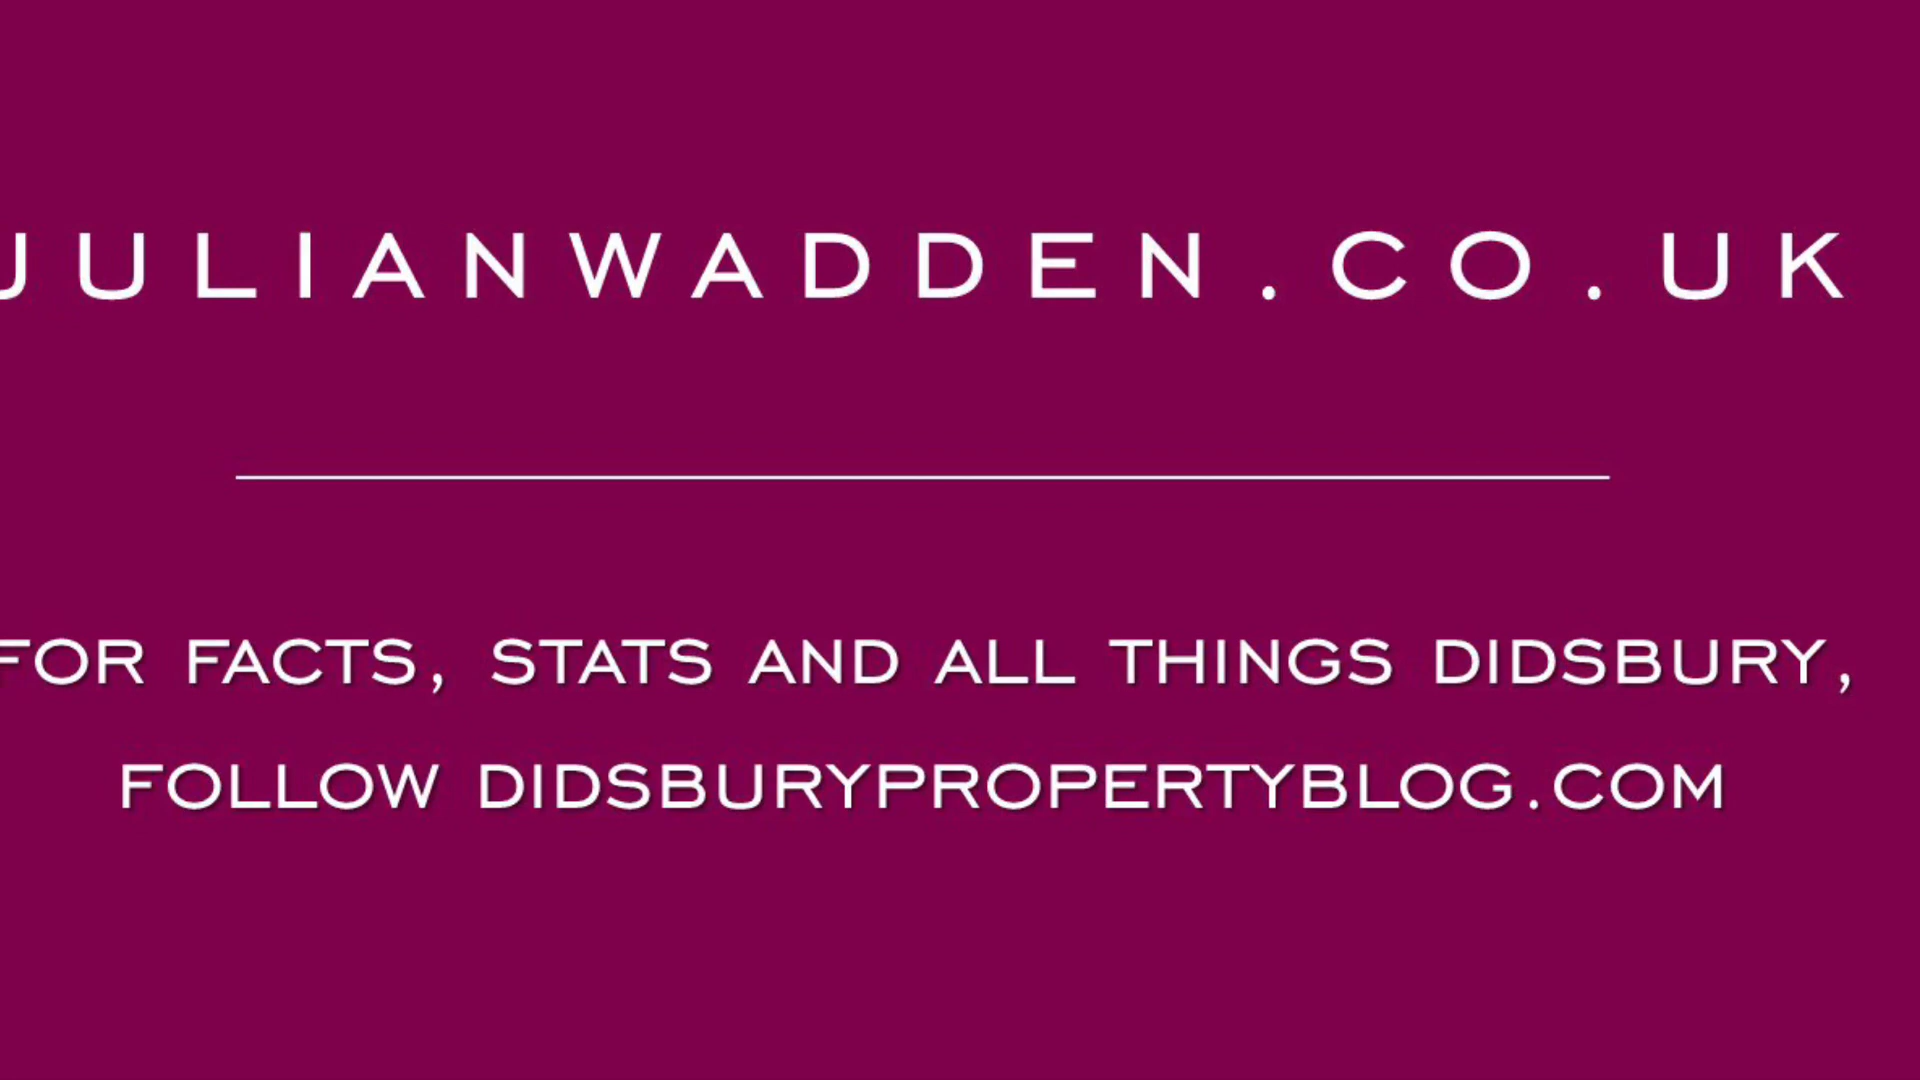 JULIANWADDEN.CO.UK
FOR FACTS, STATS AND ALL THINGS DIDSBURY,
FOLLOW DIDSBURYPROPERTYBLOG.COM